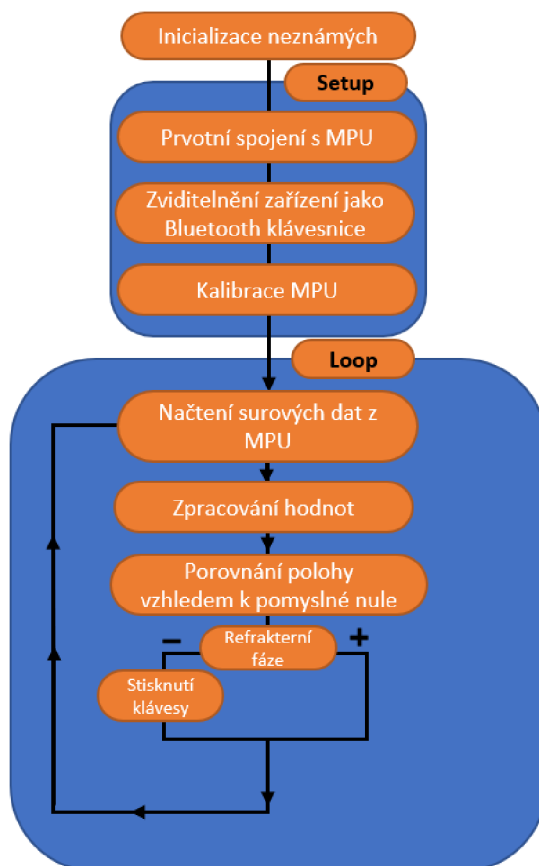 Inicializace neznámých
Setup
Prvotní spojení s MPU
Zviditelnění zařízení jako
Bluetooth klávesnice
Kalibrace MPU
Loop
Načtení surových dat z
MPU
Zpracování hodnot
Porovnání polohy
vzhledem k pomyslné nule
– Refrakterní +
fáze
Stisknutí
klávesy